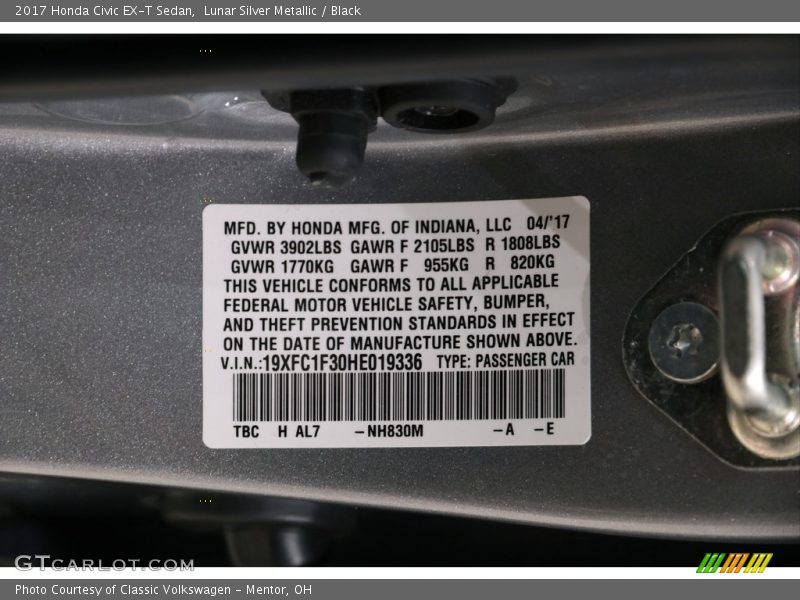 2017 Honda Civic EX-T Sedan,  Lunar Silver Metallic / Black
MFD. BY HONDA MFG. OF INDIANA, LLC 04/'17
GVWR 3902LBS GAWR F 2105LBS R 1808LBS
GVWR 1770KG GAWR F 955KG R 820KG
THIS VEHICLE CONFORMS TO ALL APPLICABLE
FEDERAL MOTOR VEHICLE SAFETY, BUMPER,
AND THEFT PREVENTION STANDARDS IN EFFECT
ON THE DATE OF MANUFACTURE SHOWN ABOVE.
V.I.N.:19XFC1F30HE019336 TYPE: PASSENGER CAR
TBC H AL7 -NH830M -A -E
GTCARLOT.COM
Photo Courtesy of Classic Volkswagen - Mentor, OH